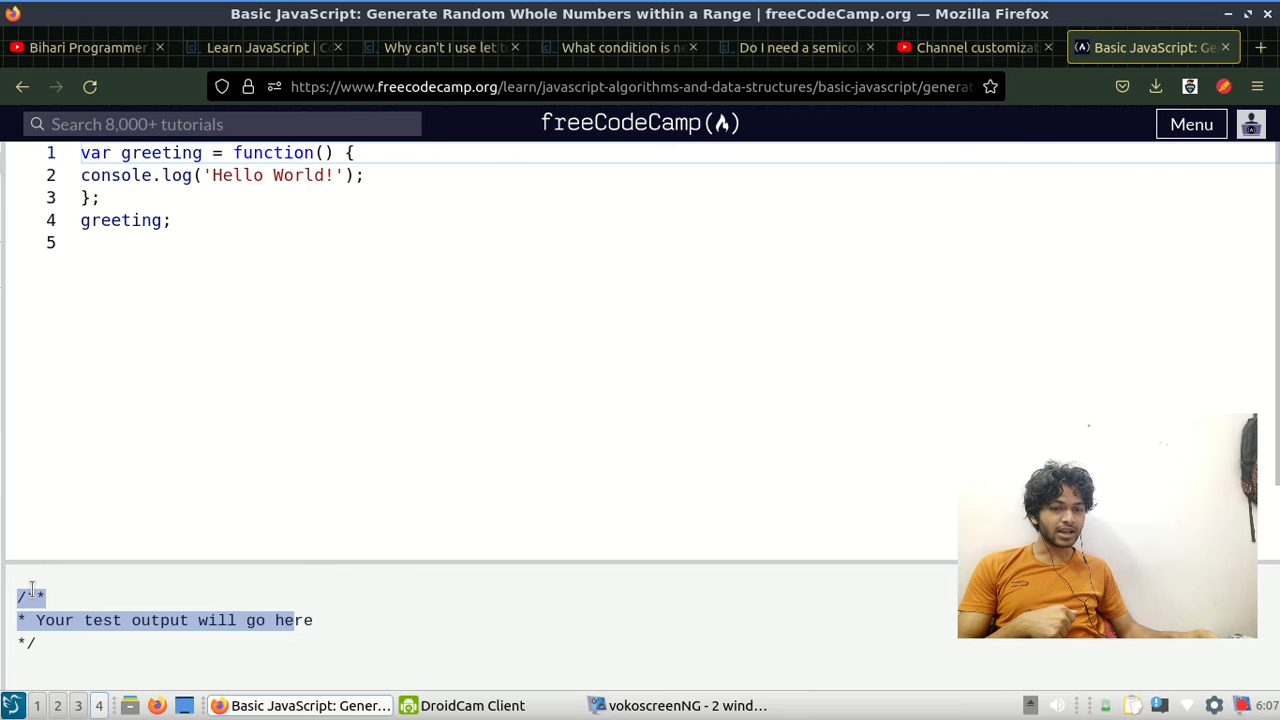 Basic JavaScript: Generate Random Whole Numbers within a Range | freeCodeCamp.org — Mozilla Firefox
Bihari Programmer
Learn JavaScript | C
Why can't I use let
What condition is ne
Do I need a semicol
Channel customizat
Basic JavaScript: Ge
https://www.freecodecamp.org/learn/javascript-algorithms-and-data-structures/basic-javascript/generat
Search 8,000+ tutorials
freeCodeCamp
Menu
1 var greeting = function() {
2 console.log('Hello World!');
3 };
4 greeting;
5
/**
* Your test output will go here
*/
1 2 3 4
Basic JavaScript: Gener...
DroidCam Client
vokoscreenNG - 2 wind...
6:07